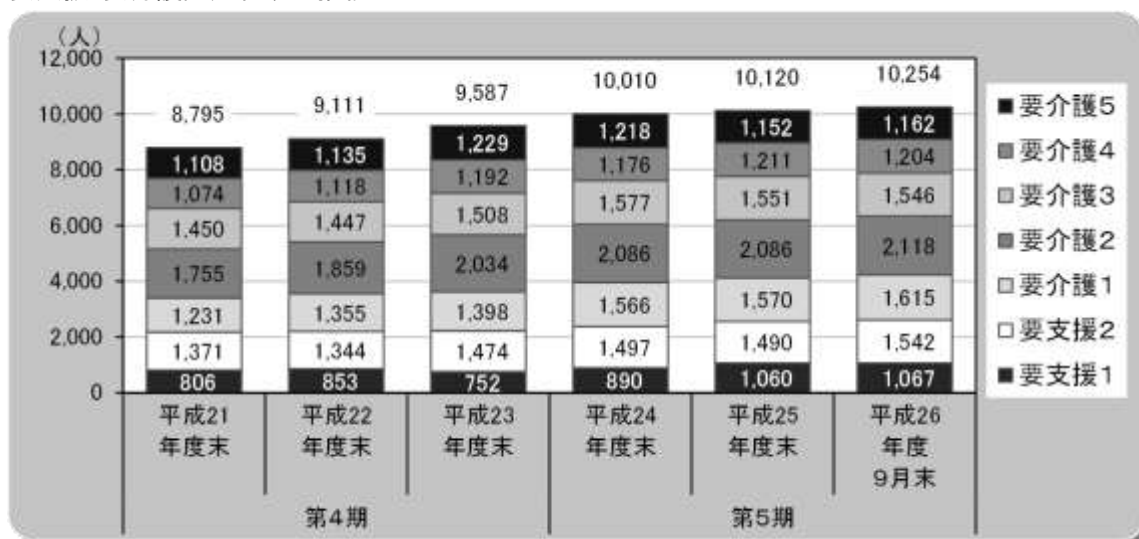 （人）
12,000
10,000
8,000
6,000
4,000
2,000
0
8,795 9,111 9,587 10,010 10,120 10,254
1,108 1,135 1,229 1,218 1,152 1,162
1,074 1,118 1,192 1,176 1,211 1,204
1,450 1,447 1,508 1,577 1,551 1,546
1,755 1,859 2,034 2,086 2,086 2,118
1,231 1,355 1,398 1,566 1,570 1,615
1,371 1,344 1,474 1,497 1,490 1,542
806 853 752 890 1,060 1,067
平成21 平成22 平成23 平成24 平成25 平成26
年度末 年度末 年度末 年度末 年度末 年度
9月末
第4期 第5期
■要介護5
■要介護4
□要介護3
■要介護2
□要介護1
□要支援2
■要支援1